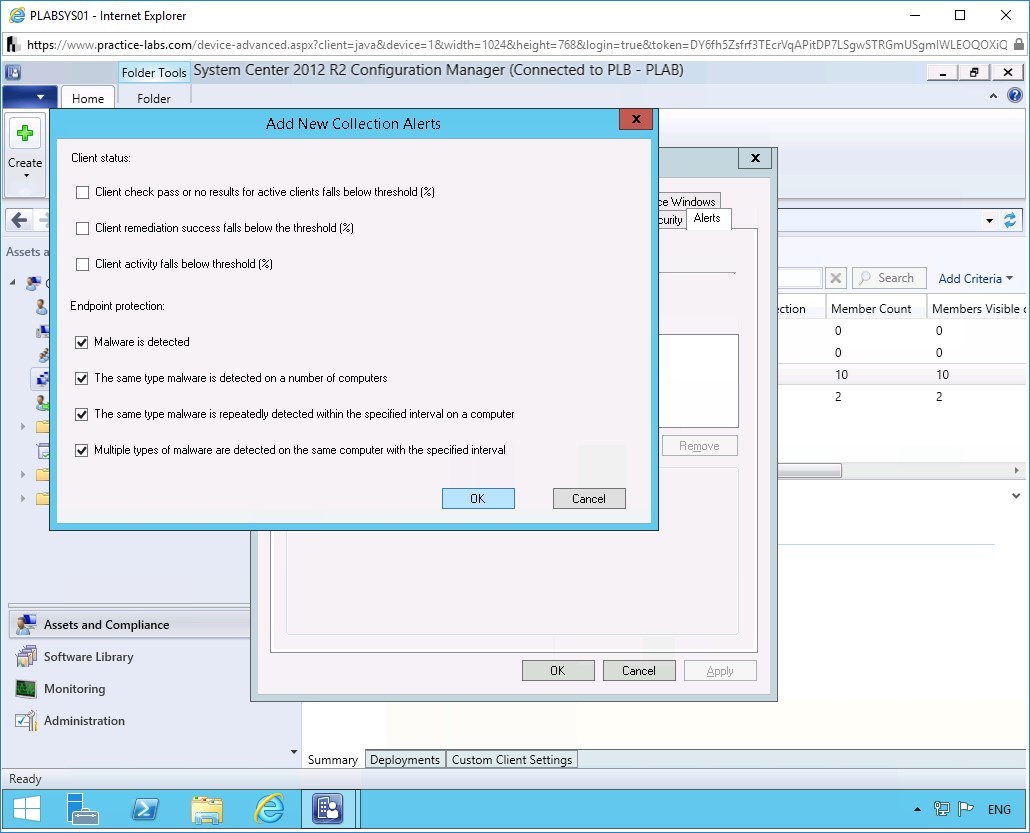 PLABSYS01 - Internet Explorer
https://www.practice-labs.com/device-advanced.aspx?client=java&device=1&width=1024&height=768&login=true&token=DY6fh5Zsfrf3TEcrVqAPitDP7LSgwSTRGmUSgmIWLEOQOXiQ
Folder Tools System Center 2012 R2 Configuration Manager (Connected to PLB - PLAB)
Home Folder
Add New Collection Alerts
Create
Client status:
Client check pass or no results for active clients falls below threshold (%)
Client remediation success falls below the threshold (%)
Client activity falls below threshold (%)
Endpoint protection:
Malware is detected
The same type malware is detected on a number of computers
The same type malware is repeatedly detected within the specified interval on a computer
Multiple types of malware are detected on the same computer with the specified interval
OK Cancel
ce Windows
curity Alerts
Assets a
Search Add Criteria
ction Member Count Members Visible
0 0
0 0
10 10
2 2
Remove
OK Cancel Apply
Assets and Compliance
Software Library
Monitoring
Administration
Summary Deployments Custom Client Settings
Ready
ENG